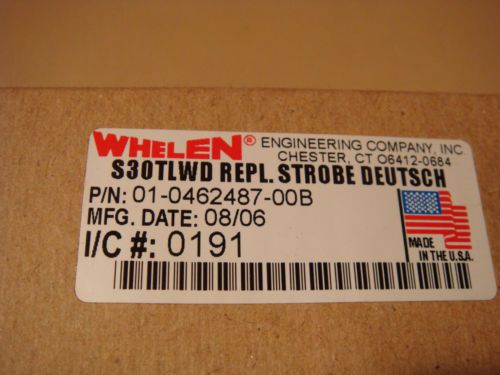 WHELEN® ENGINEERING COMPANY, INC.
CHESTER, CT 06412-0684
S30TLWD REPL. STROBE DEUTSCH
P/N: 01-0462487-00B
MFG. DATE: 08/06
I/C #: 0191
MADE
IN THE U.S.A.